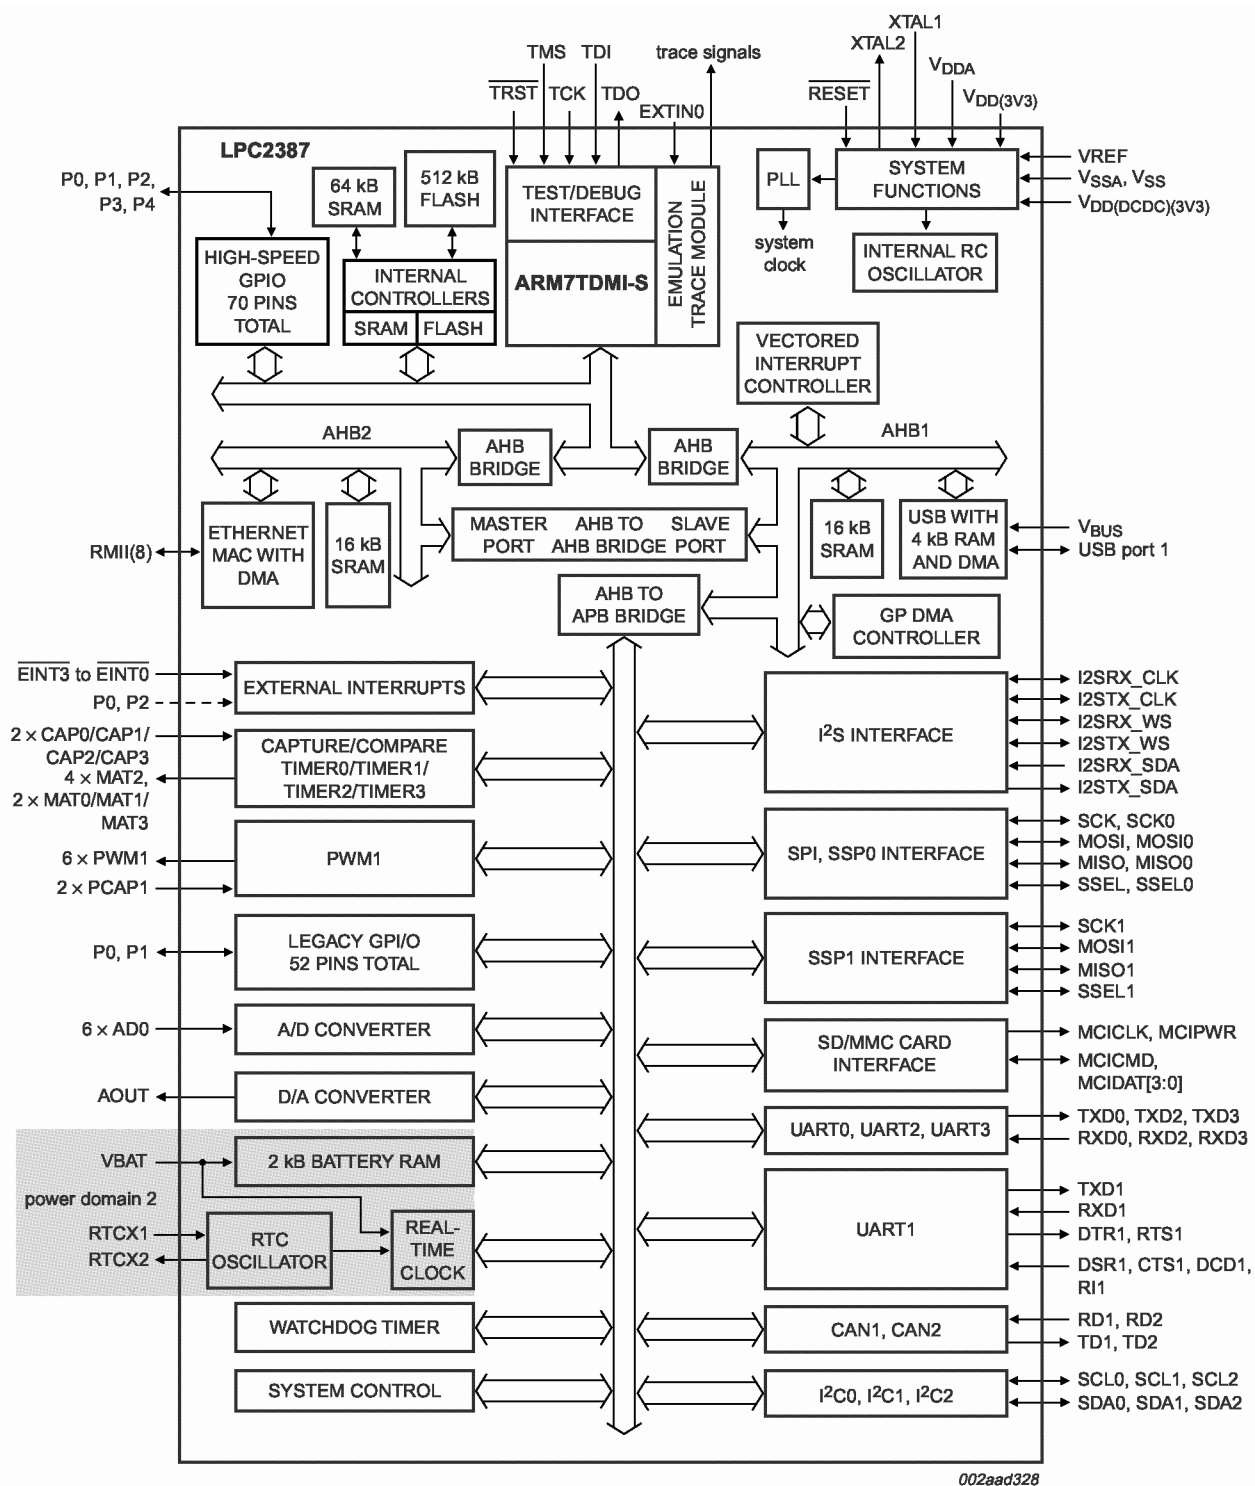 XTAL1
XTAL2
TMS TDI
trace signals
VDDA
TRST TCK TDO
RESET
VDD(3V3)
EXTIN0
LPC2387
P0, P1, P2,
P3, P4
64 kB
SRAM
512 kB
FLASH
TEST/DEBUG
INTERFACE
EMULATION
TRACE MODULE
PLL
SYSTEM
FUNCTIONS
VREF
VSSA, VSS
VDD(DCDC)(3V3)
system
clock
INTERNAL RC
OSCILLATOR
HIGH-SPEED
GPIO
70 PINS
TOTAL
INTERNAL
CONTROLLERS
SRAM FLASH
ARM7TDMI-S
VECTORED
INTERRUPT
CONTROLLER
AHB2
AHB
BRIDGE
AHB
BRIDGE
AHB1
ETHERNET
MAC WITH
DMA
16 kB
SRAM
MASTER AHB TO SLAVE
PORT AHB BRIDGE PORT
16 kB
SRAM
USB WITH
4 kB RAM
AND DMA
VBUS
USB port 1
RMII(8)
AHB TO
APB BRIDGE
GP DMA
CONTROLLER
EINT3 to EINT0
P0, P2
EXTERNAL INTERRUPTS
2 × CAP0/CAP1/
CAP2/CAP3
4 × MAT2,
2 × MAT0/MAT1/
MAT3
CAPTURE/COMPARE
TIMER0/TIMER1/
TIMER2/TIMER3
I2S INTERFACE
I2SRX_CLK
I2STX_CLK
I2SRX_WS
I2STX_WS
I2SRX_SDA
I2STX_SDA
6 × PWM1
2 × PCAP1
PWM1
SPI, SSP0 INTERFACE
SCK, SCK0
MOSI, MOSI0
MISO, MISO0
SSEL, SSEL0
P0, P1
LEGACY GPI/O
52 PINS TOTAL
SSP1 INTERFACE
SCK1
MOSI1
MISO1
SSEL1
6 × AD0
A/D CONVERTER
SD/MMC CARD
INTERFACE
MCICLK, MCIPWR
MCICMD,
MCIDAT[3:0]
AOUT
D/A CONVERTER
UART0, UART2, UART3
TXD0, TXD2, TXD3
RXD0, RXD2, RXD3
VBAT
2 kB BATTERY RAM
power domain 2
RTCX1
RTCX2
RTC
OSCILLATOR
REAL-
TIME
CLOCK
UART1
TXD1
RXD1
DTR1, RTS1
DSR1, CTS1, DCD1,
RI1
WATCHDOG TIMER
CAN1, CAN2
RD1, RD2
TD1, TD2
SYSTEM CONTROL
I2C0, I2C1, I2C2
SCL0, SCL1, SCL2
SDA0, SDA1, SDA2
002aad328